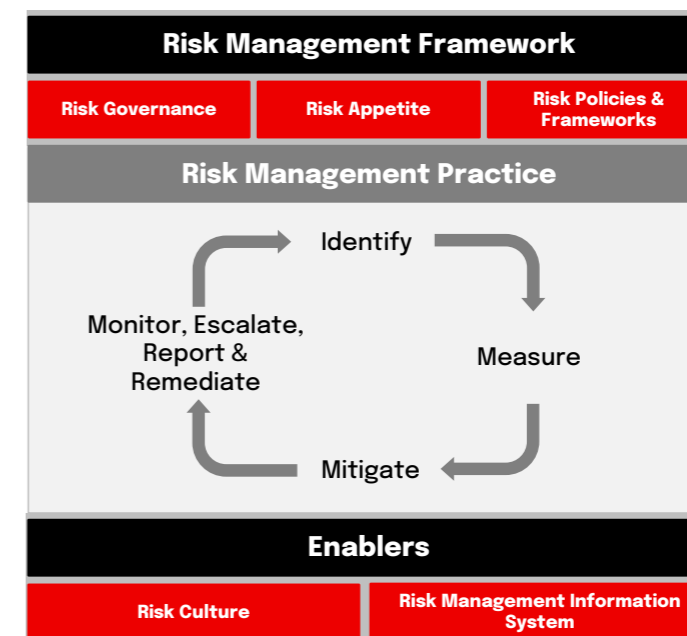 Risk Management Framework
Risk Governance
Risk Appetite
Risk Policies &
Frameworks
Risk Management Practice
Identify
Measure
Mitigate
Monitor, Escalate,
Report &
Remediate
Enablers
Risk Culture
Risk Management Information
System